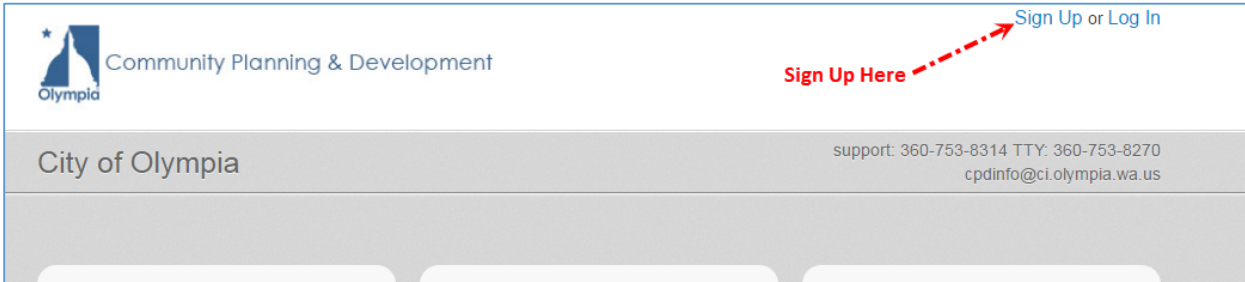 Sign Up or Log In
Community Planning & Development
Sign Up Here
Olympia
City of Olympia
support: 360-753-8314 TTY: 360-753-8270
cpdinfo@ci.olympia.wa.us